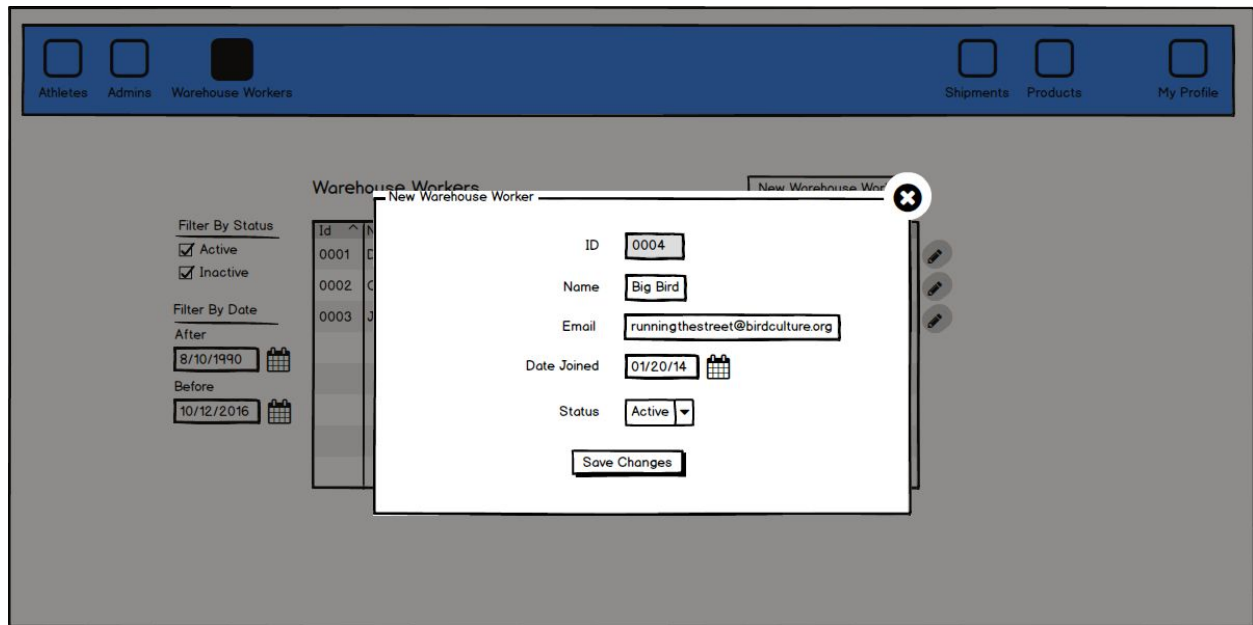 Athletes Admins Warehouse Workers Shipments Products My Profile
Warehouse Workers
New Warehouse
New Warehouse Worker
Filter By Status
Active
Inactive
Filter By Date
After
8/10/1990
Before
10/12/2016
Id
0001
0002
0003
ID 0004
Name Big Bird
Email runningthestreet@birdculture.org
Date Joined 01/20/14
Status Active
Save Changes